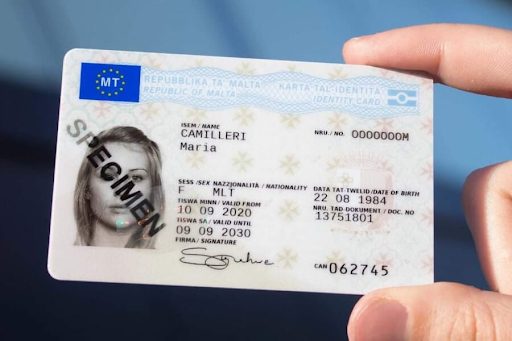 MT
REPUBBLIKA TA' MALTA KARTA TAL-IDENTITÀ
REPUBLIC OF MALTA IDENTITY CARD
ISEM / NAME
CAMILLERI
Maria
NRU. / NO. 0000000M
SPECIMEN
SESS / SEX NAZZJONALITÀ / NATIONALITY
F MLT
DATA TAT-TWELID / DATE OF BIRTH
22 08 1984
TISWA MINN / VALID FROM
10 09 2020
NRU. TAD-DOKUMENT / DOC. NO
13751801
TISWA SA / VALID UNTIL
09 09 2030
FIRMA / SIGNATURE
CAN 062745